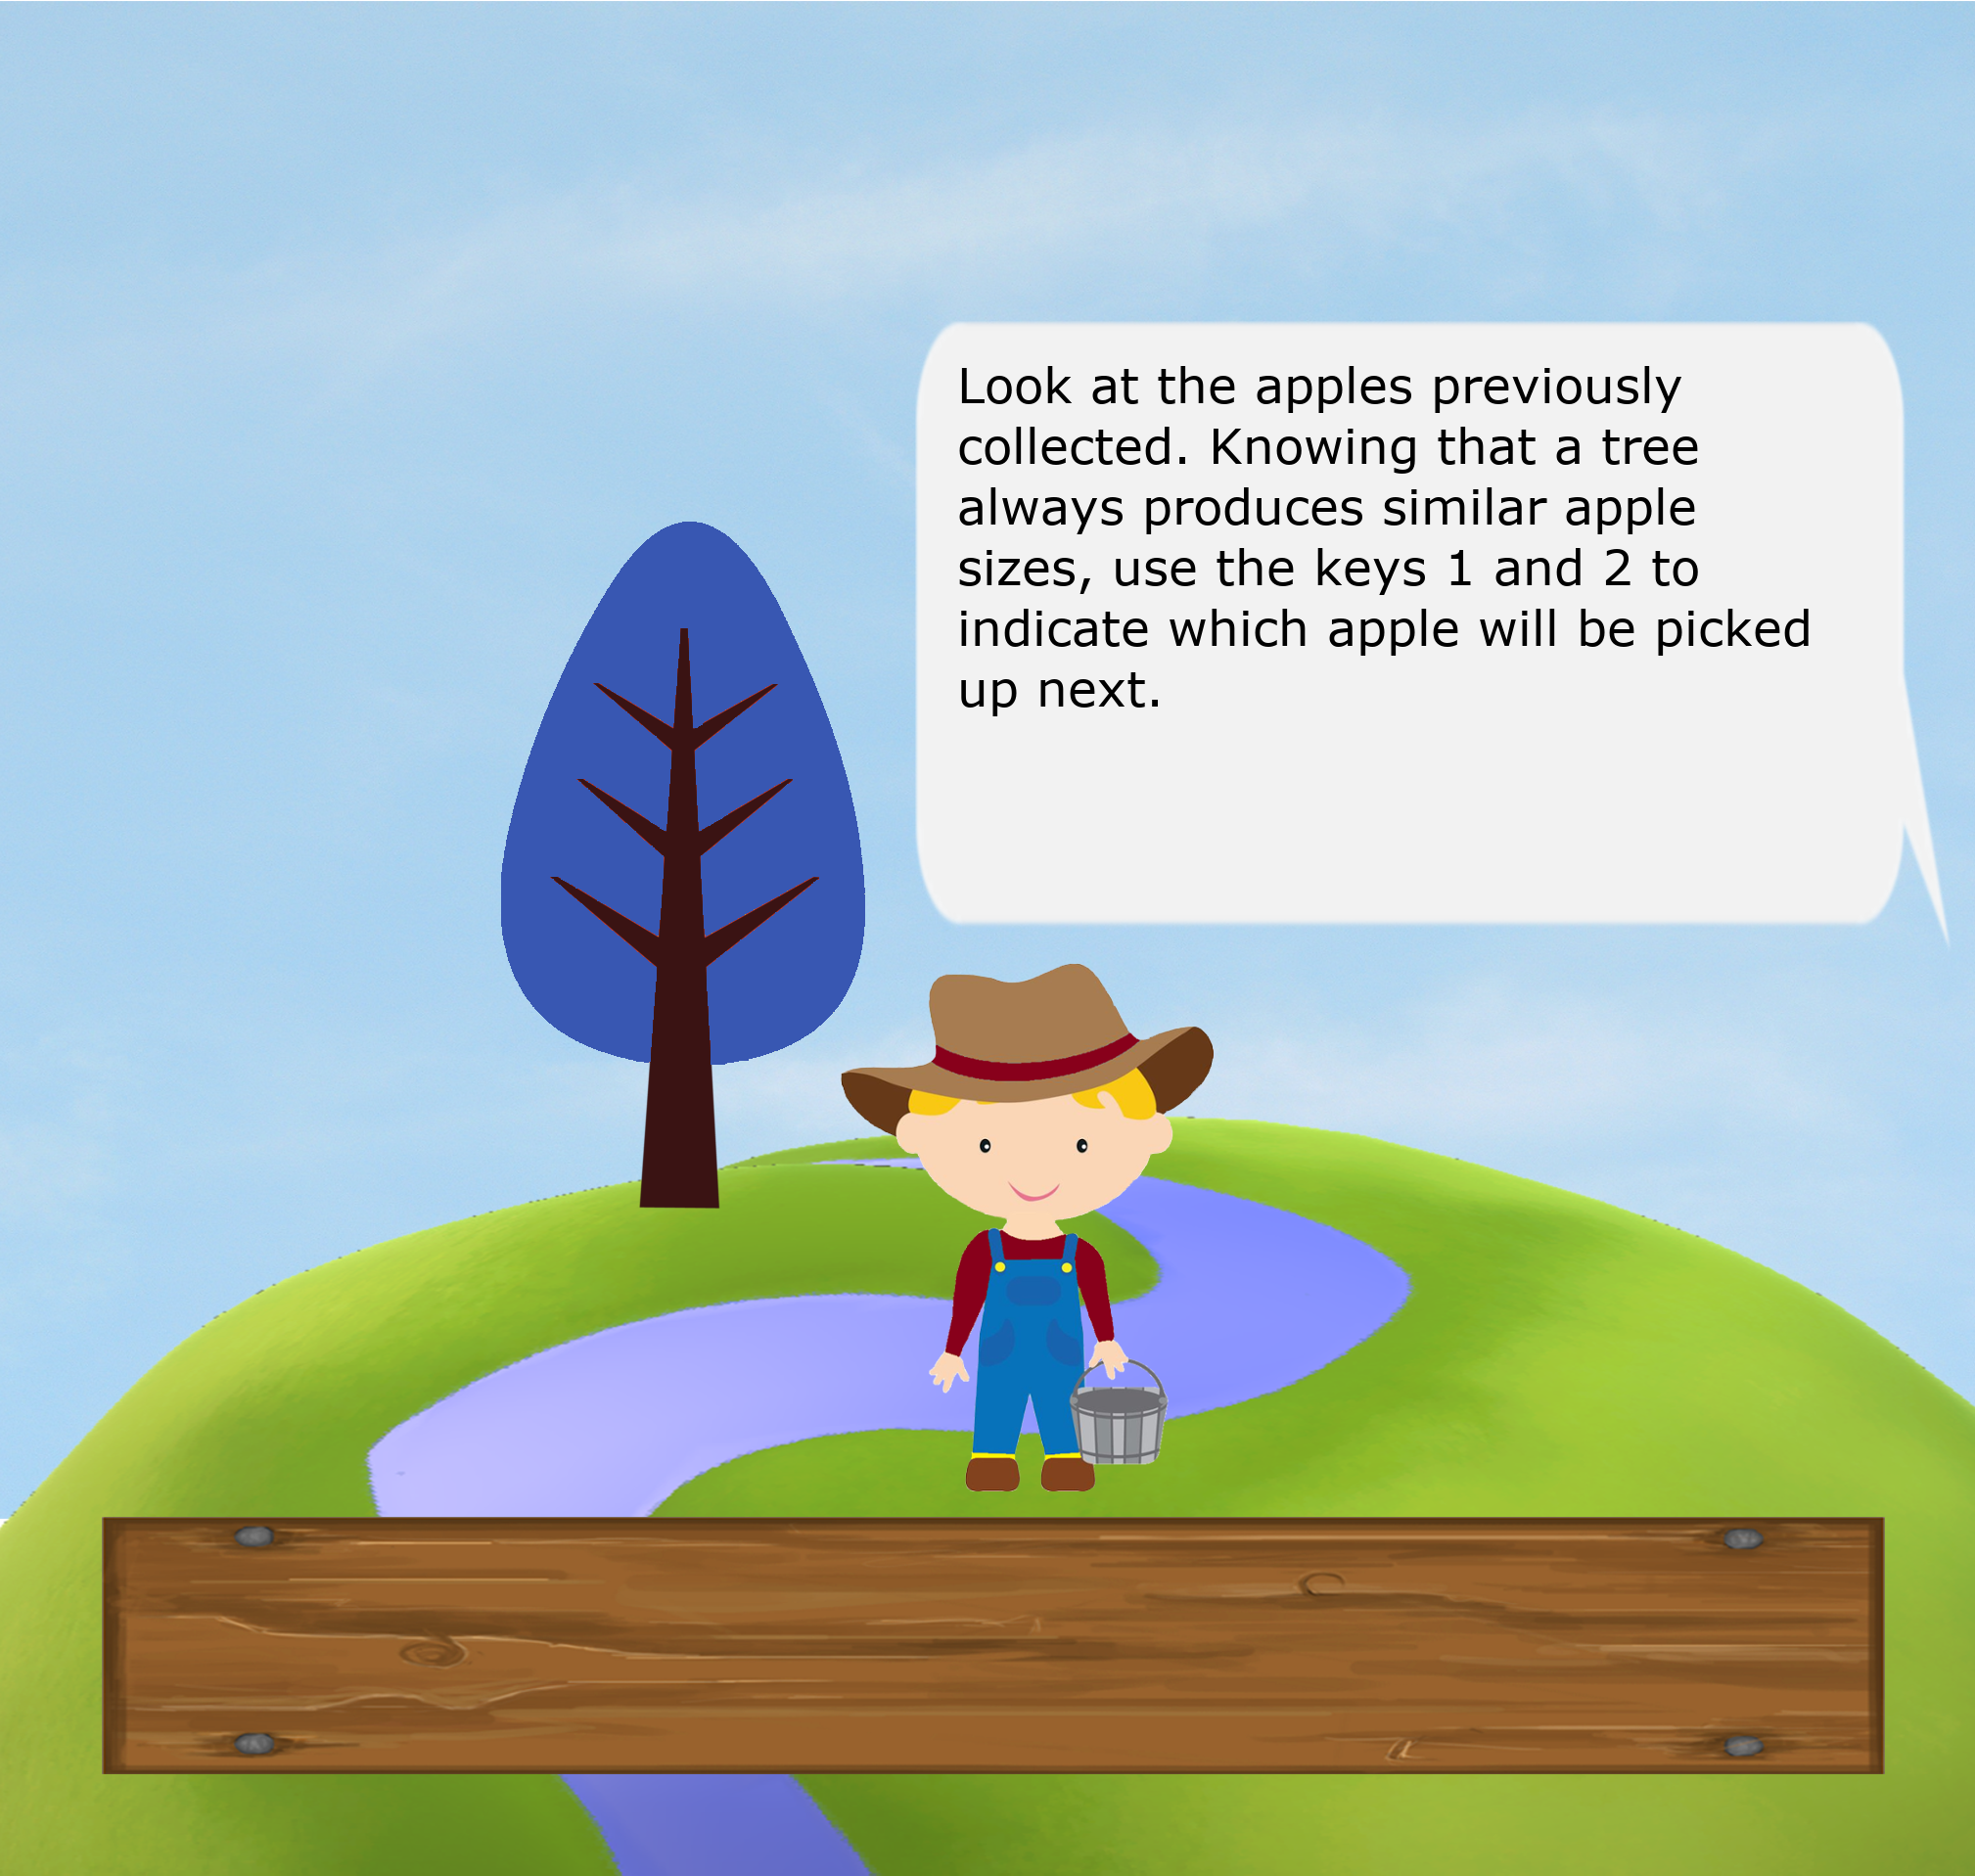 Look at the apples previously
collected. Knowing that a tree
always produces similar apple
sizes, use the keys 1 and 2 to
indicate which apple will be picked
up next.